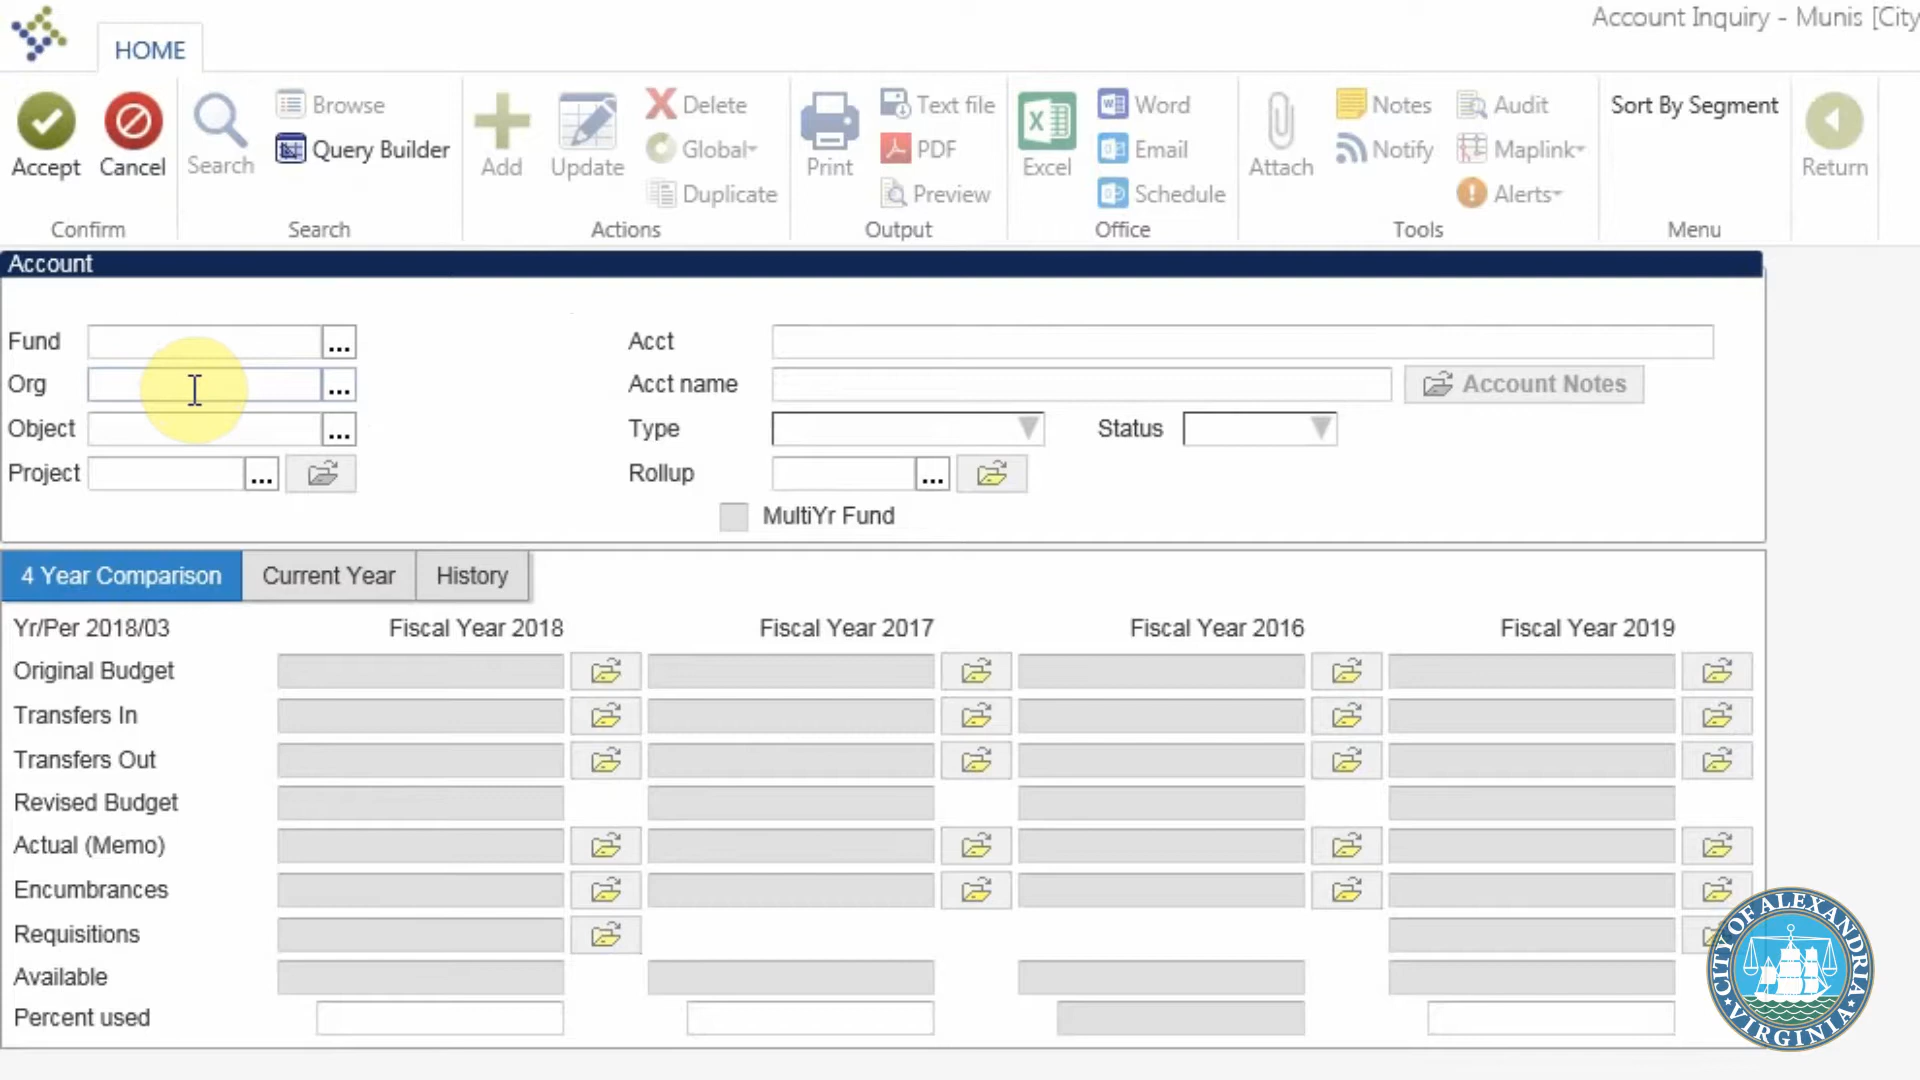 Account Inquiry - Munis [City
HOME
Accept
Cancel
Confirm
Search
Browse
Query Builder
Search
Add
Update
Delete
Global
Duplicate
Actions
Print
Text file
PDF
Preview
Output
Excel
Word
Email
Schedule
Office
Attach
Notes
Notify
Audit
Maplink
Alerts
Tools
Sort By Segment
Menu
Return
Account
Fund ...
Org ...
Object ...
Project ...
Acct
Acct name
Account Notes
Type
Status
Rollup ...
MultiYr Fund
4 Year Comparison
Current Year
History
Yr/Per 2018/03 Fiscal Year 2018 Fiscal Year 2017 Fiscal Year 2016 Fiscal Year 2019
Original Budget
Transfers In
Transfers Out
Revised Budget
Actual (Memo)
Encumbrances
Requisitions
Available
Percent used
CITY OF ALEXANDRIA
VIRGINIA